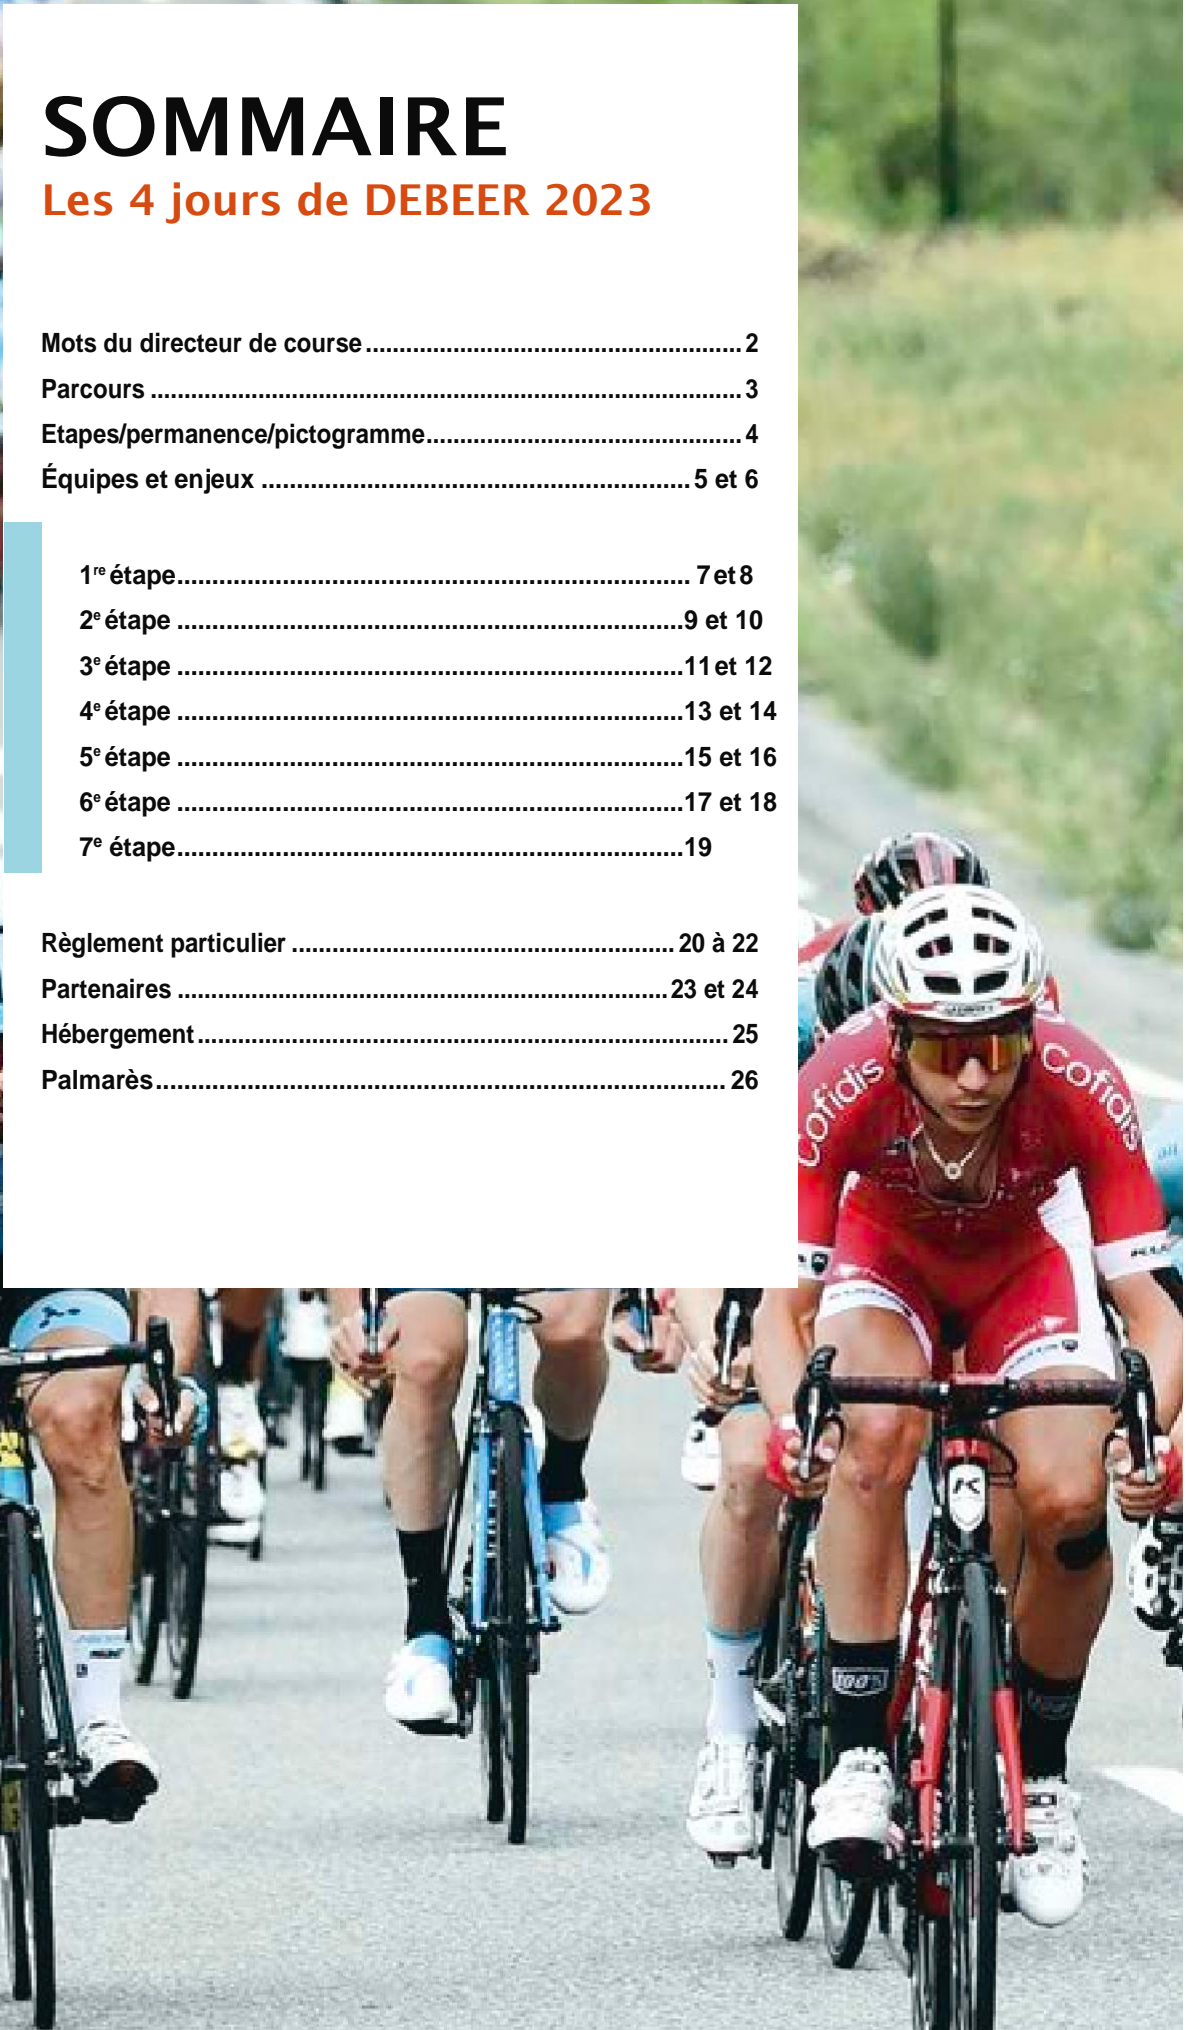 SOMMAIRE
Les 4 jours de DEBEER 2023
Mots du directeur de course........................................................ 2
Parcours ........................................................................................ 3
Etapes/permanence/pictogramme............................................... 4
Équipes et enjeux ............................................................. 5 et 6
1re étape......................................................................... 7 et 8
2e étape ........................................................................9 et 10
3e étape ........................................................................11 et 12
4e étape ........................................................................13 et 14
5e étape ........................................................................15 et 16
6e étape ........................................................................17 et 18
7e étape........................................................................19
Règlement particulier ......................................................... 20 à 22
Partenaires .........................................................................23 et 24
Hébergement............................................................................... 25
Palmarès..................................................................................... 26
Cofidis Cofidis
K
100%